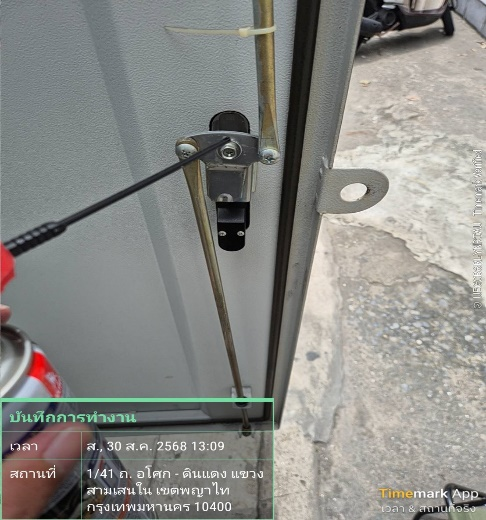 บันทึกการทำงาน
เวลา ส., 30 ส.ค. 2568 13:09
สถานที่ 1/41 ถ. อโศก - ดินแดง แขวง
สามเสนใน เขตพญาไท
กรุงเทพมหานคร 10400
Timemark App
เวลา & สถานที่จริง